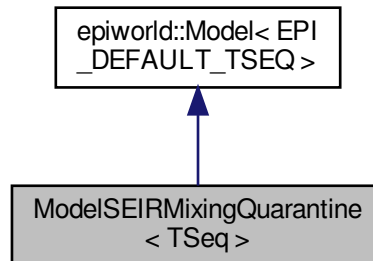 epiworld::Model< EPI
_DEFAULT_TSEQ >
ModelSEIRMixingQuarantine
< TSeq >